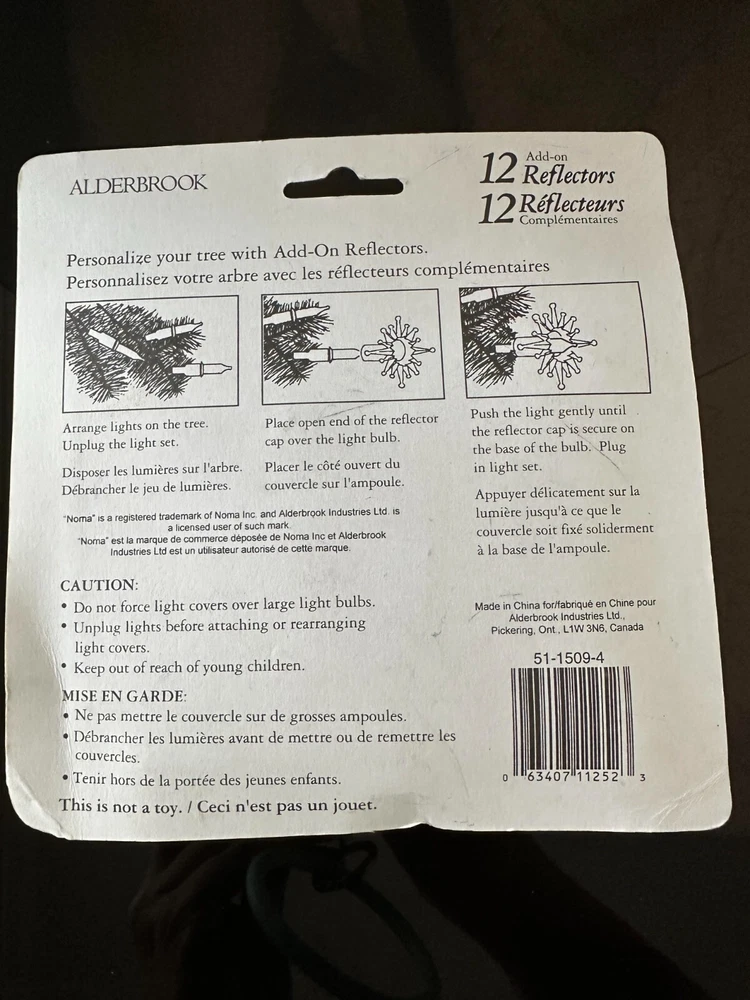 ALDERBROOK
12 Add-on Reflectors
12 Réflecteurs Complémentaires
Personalize your tree with Add-On Reflectors.
Personnalisez votre arbre avec les réflecteurs complémentaires
Arrange lights on the tree.
Unplug the light set.
Disposer les lumières sur l'arbre.
Débrancher le jeu de lumières.
Place open end of the reflector
cap over the light bulb.
Placer le côté ouvert du
couvercle sur l'ampoule.
Push the light gently until
the reflector cap is secure on
the base of the bulb. Plug
in light set.
Appuyer délicatement sur la
lumière jusqu'à ce que le
couvercle soit fixé soliderment
à la base de l'ampoule.
"Noma" is a registered trademark of Noma Inc. and Alderbrook Industries Ltd. is
a licensed user of such mark.
"Noma" est la marque de commerce déposée de Noma Inc et Alderbrook
Industries Ltd est un utilisateur autorisé de cette marque.
CAUTION:
• Do not force light covers over large light bulbs.
• Unplug lights before attaching or rearranging
light covers.
• Keep out of reach of young children.
MISE EN GARDE:
• Ne pas mettre le couvercle sur de grosses ampoules.
• Débrancher les lumières avant de mettre ou de remettre les
couvercles.
• Tenir hors de la portée des jeunes enfants.
This is not a toy. / Ceci n'est pas un jouet.
Made in China for/fabriqué en Chine pour
Alderbrook Industries Ltd.,
Pickering, Ont., L1W 3N6, Canada
51-1509-4
0 63407 11252 3